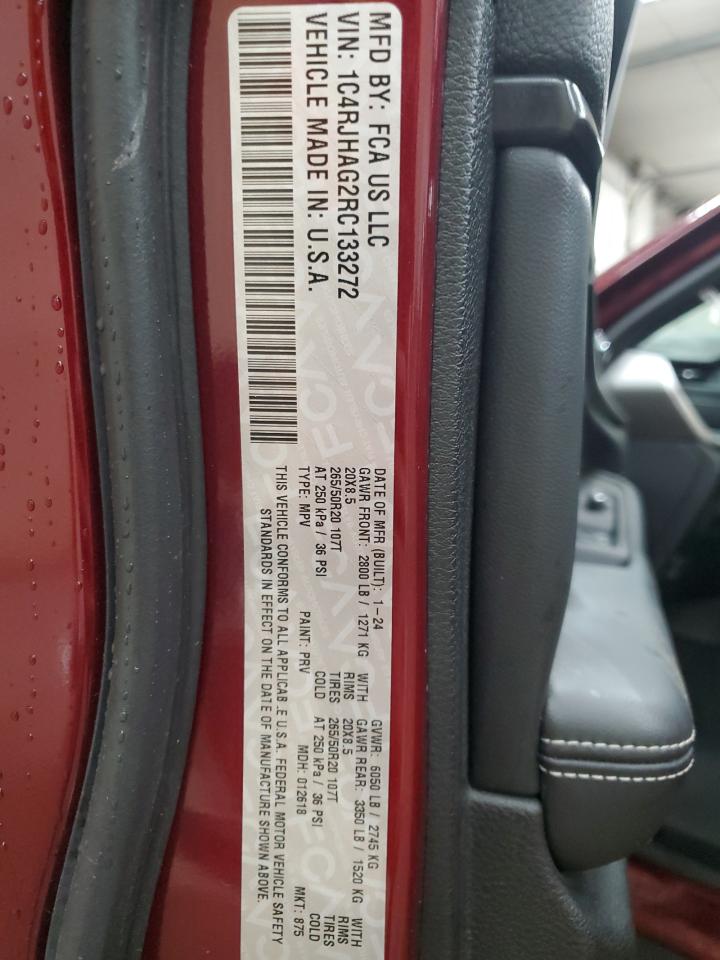 MFD BY: FCA US LLC
VIN: 1C4RJHAG2RC133272
VEHICLE MADE IN: U.S.A.
DATE OF MFR (BUILT): 1-24 GVWR: 6050 LB / 2745 KG
GAWR FRONT: 2800 LB / 1271 KG WITH GAWR REAR: 3350 LB / 1520 KG WITH
20X8.5 RIMS 20X8.5 RIMS
265/50R20 107T TIRES 265/50R20 107T TIRES
AT 250 kPa / 36 PSI COLD AT 250 kPa / 36 PSI COLD
TYPE: MPV PAINT: PRV MDH: 012618 MKT: 875
THIS VEHICLE CONFORMS TO ALL APPLICABLE U.S.A. FEDERAL MOTOR VEHICLE SAFETY
STANDARDS IN EFFECT ON THE DATE OF MANUFACTURE SHOWN ABOVE.